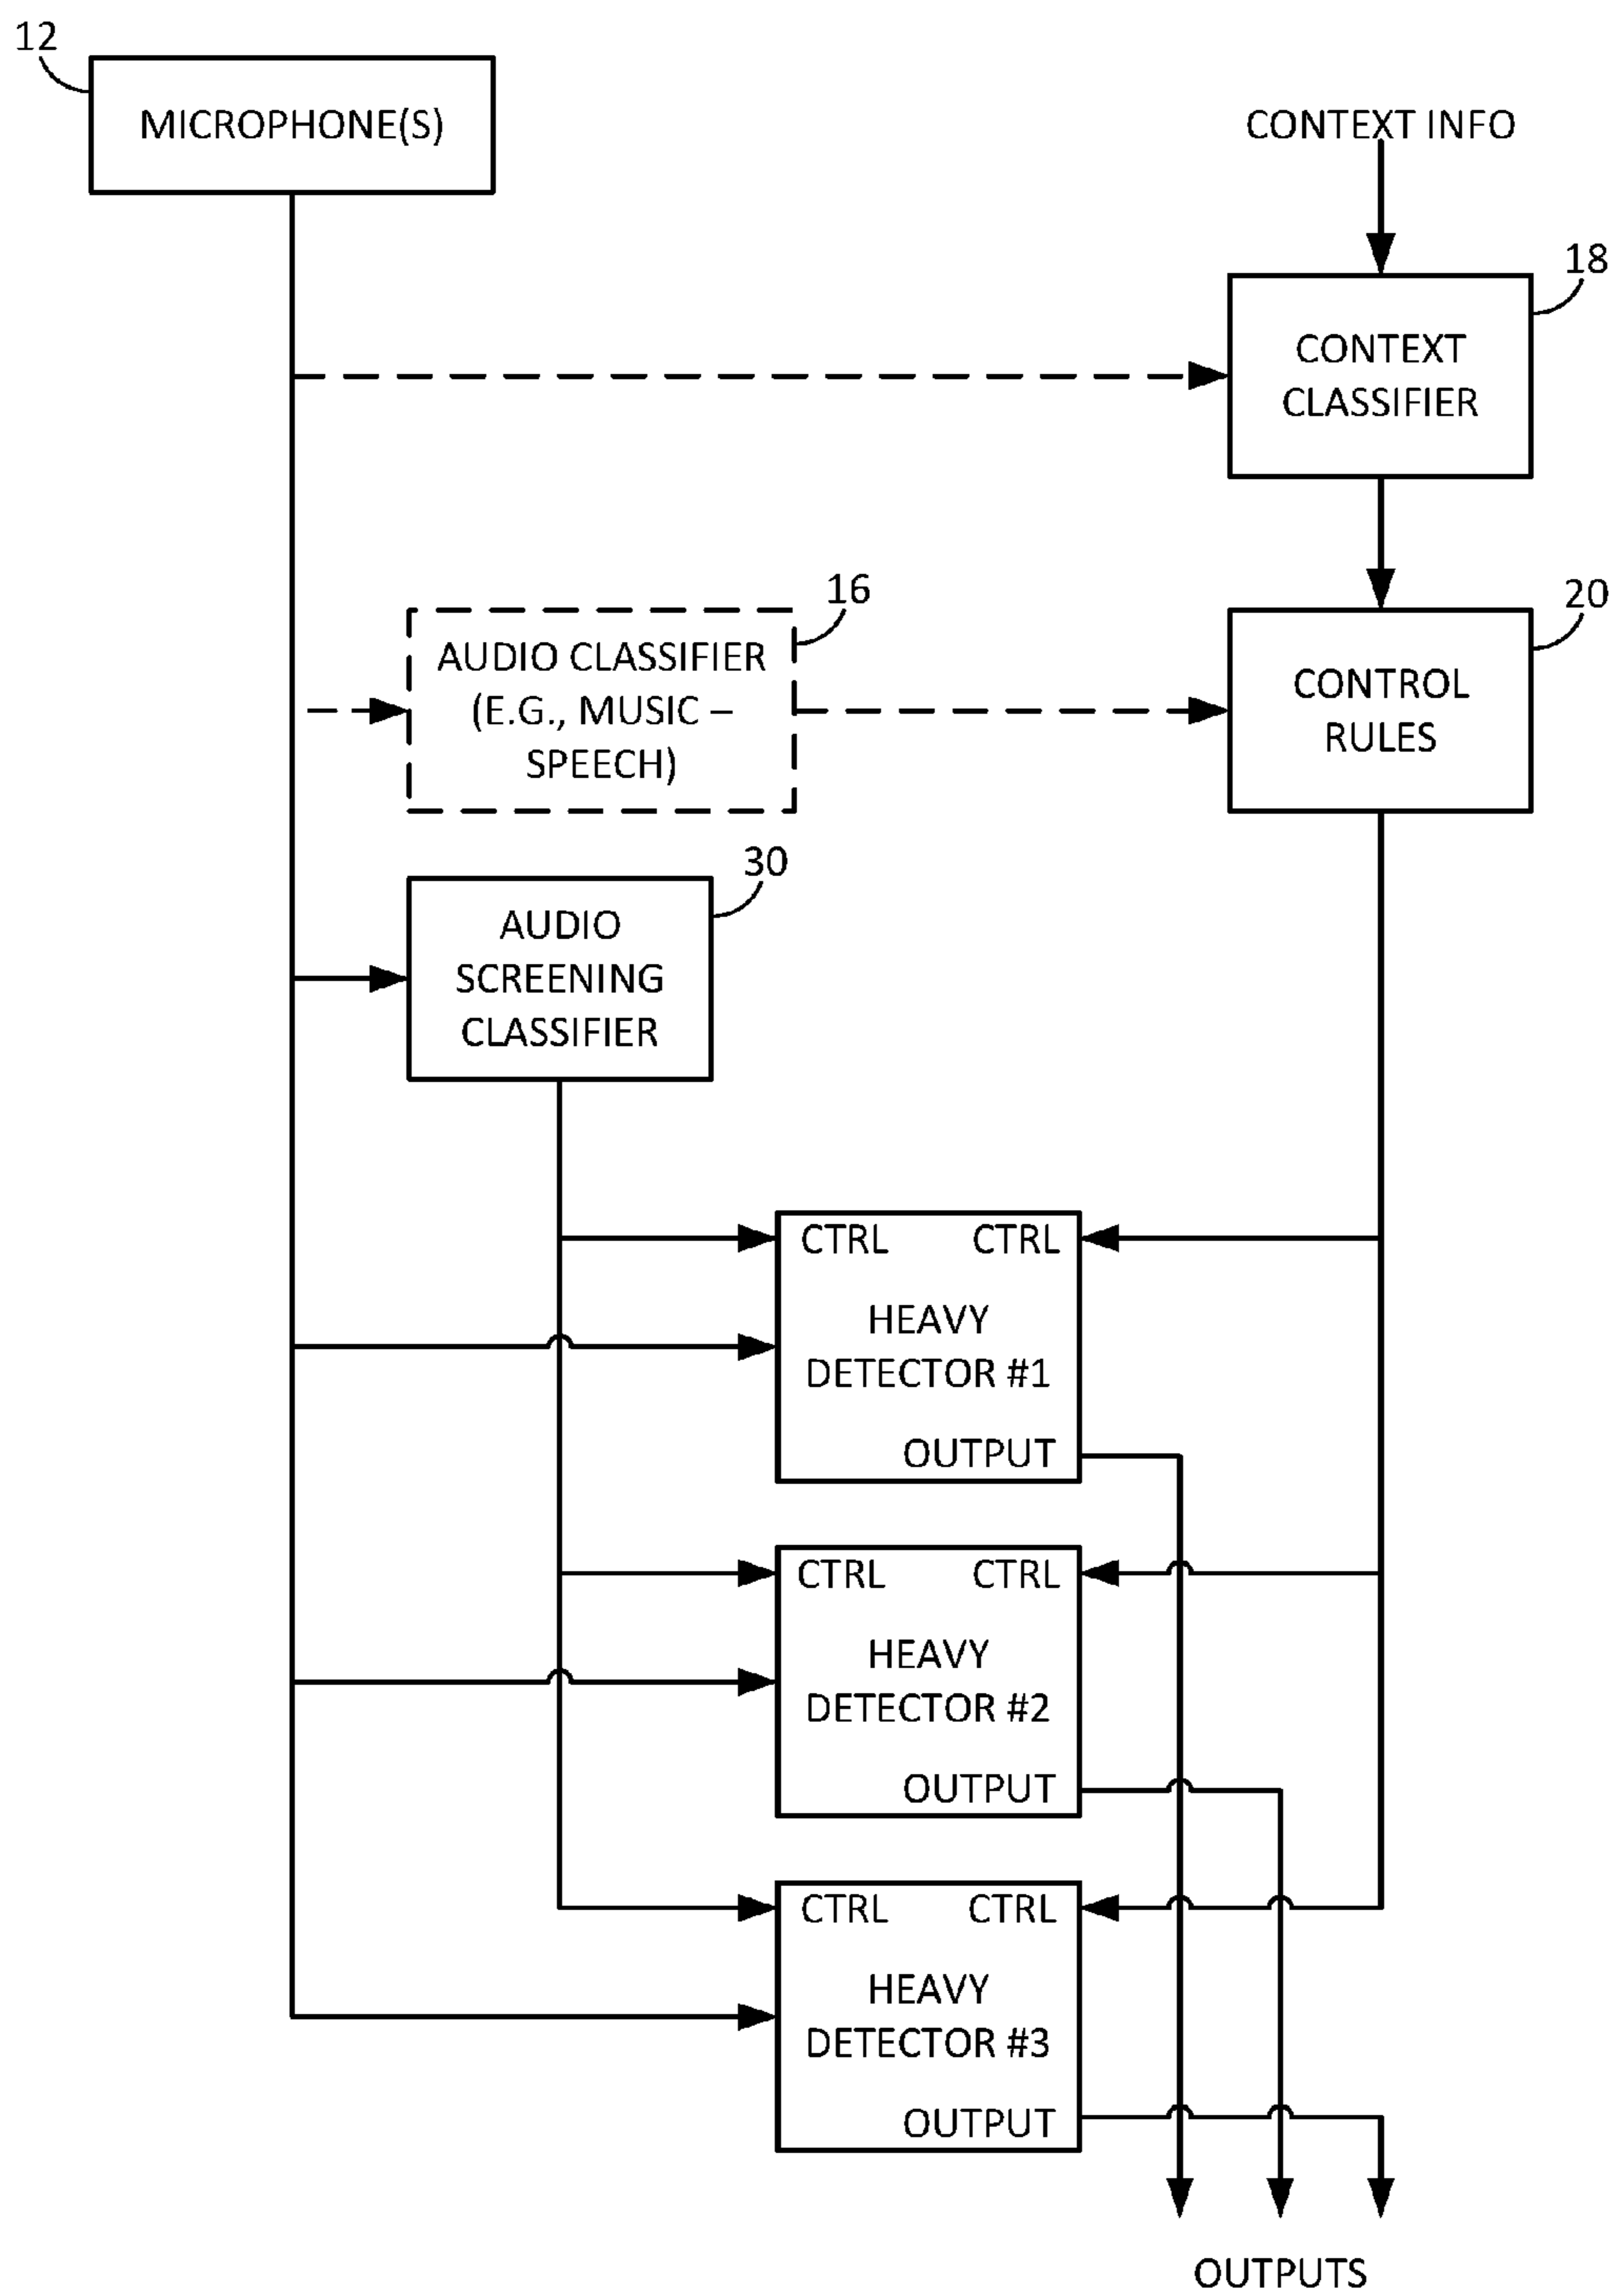 12
MICROPHONE(S)
CONTEXT INFO
18
CONTEXT
CLASSIFIER
16
AUDIO CLASSIFIER
(E.G., MUSIC –
SPEECH)
20
CONTROL
RULES
30
AUDIO
SCREENING
CLASSIFIER
CTRL CTRL
HEAVY
DETECTOR #1
OUTPUT
CTRL CTRL
HEAVY
DETECTOR #2
OUTPUT
CTRL CTRL
HEAVY
DETECTOR #3
OUTPUT
OUTPUTS